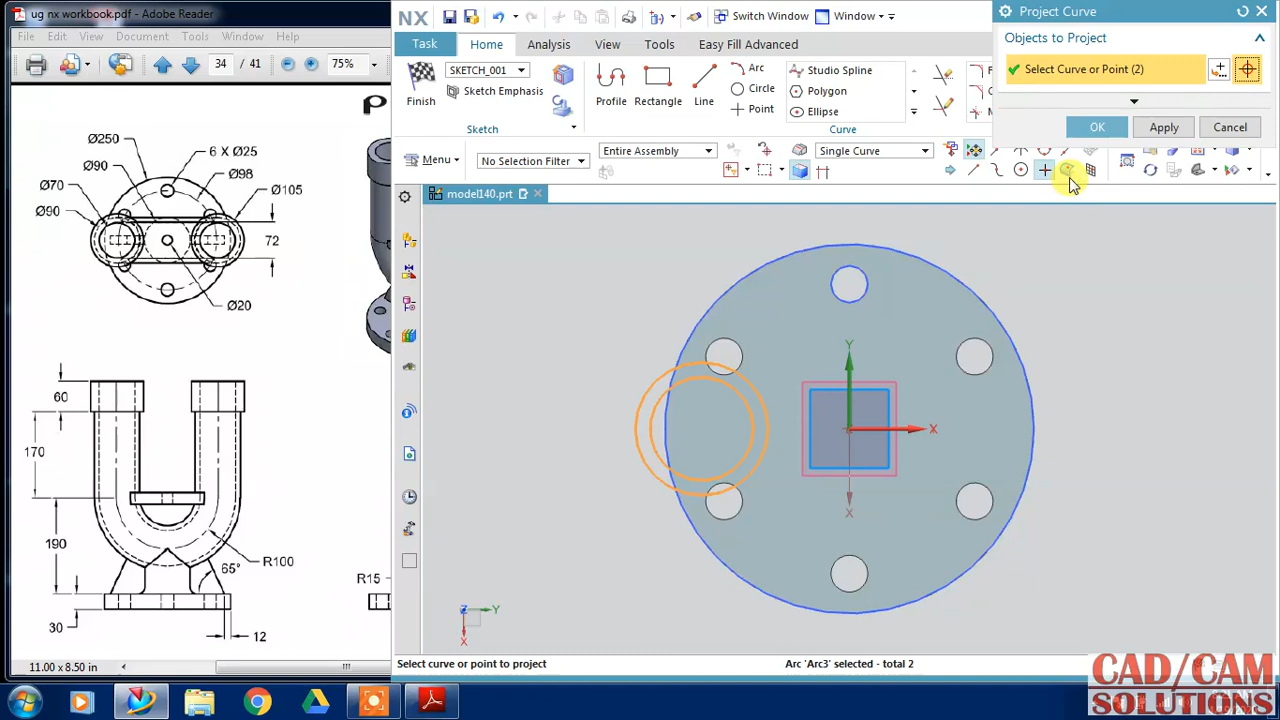 ug nx workbook.pdf - Adobe Reader
File Edit View Document Tools Window Help
34 / 41 75%
P
Ø250
6 X Ø25
Ø90
Ø98
Ø70
Ø105
Ø90
72
Ø20
60
170
190
R100
65°
R15
30
12
11.00 x 8.50 in
NX
Switch Window
Window
Task Home Analysis View Tools Easy Fill Advanced
Finish
SKETCH_001
Sketch Emphasis
Sketch
Profile
Rectangle
Line
Arc
Circle
Point
Studio Spline
Polygon
Ellipse
Curve
Menu
No Selection Filter
Entire Assembly
Single Curve
model140.prt
Project Curve
Objects to Project
Select Curve or Point (2)
OK Apply Cancel
Y
X
X
Z
Y
X
Select curve or point to project
Arc 'Arc3' selected - total 2
CAD/CAM
SOLUTIONS